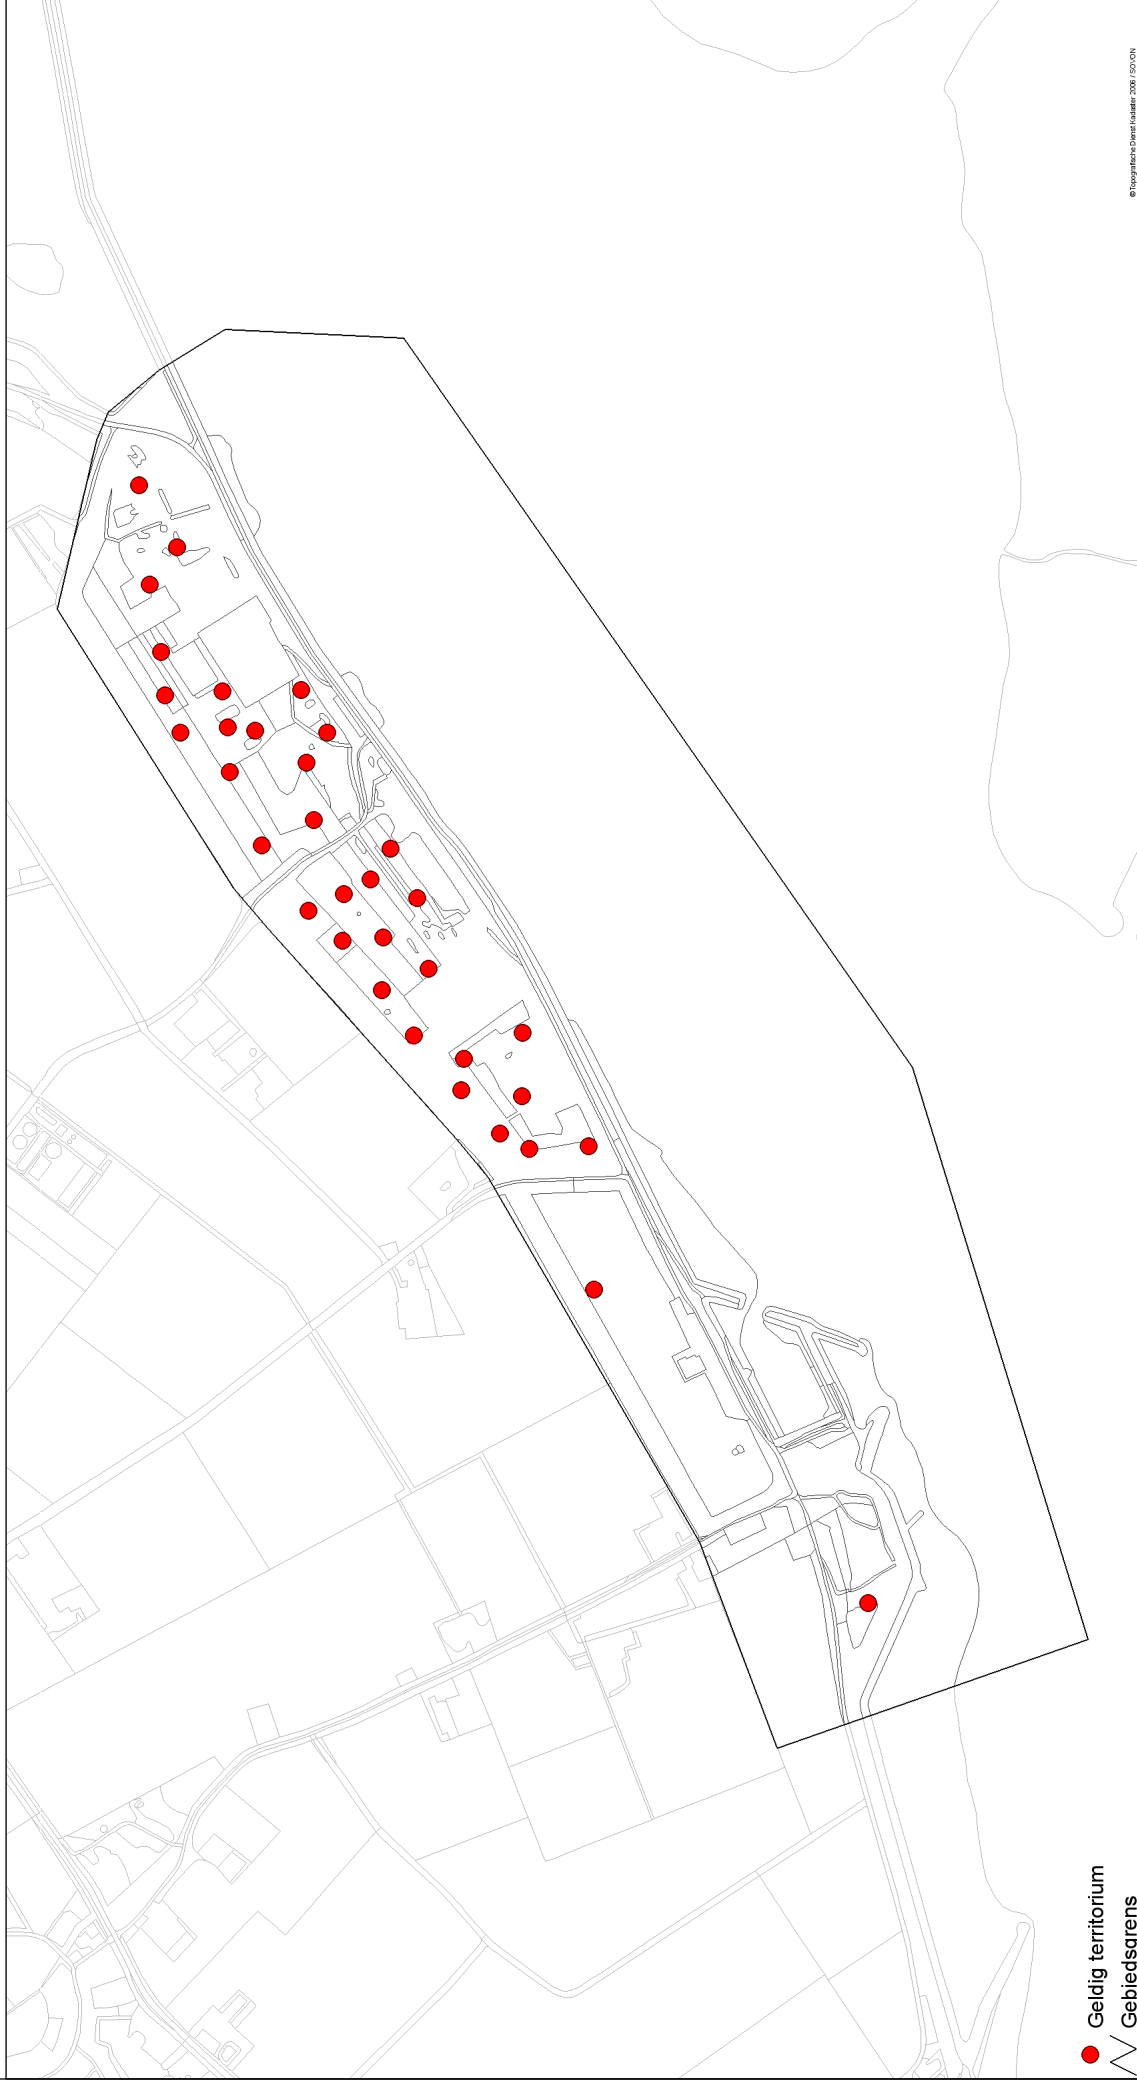 Geldig territorium
Gebiedsgrens
© Topografische Dienst Kadaster 2006 / SOVON